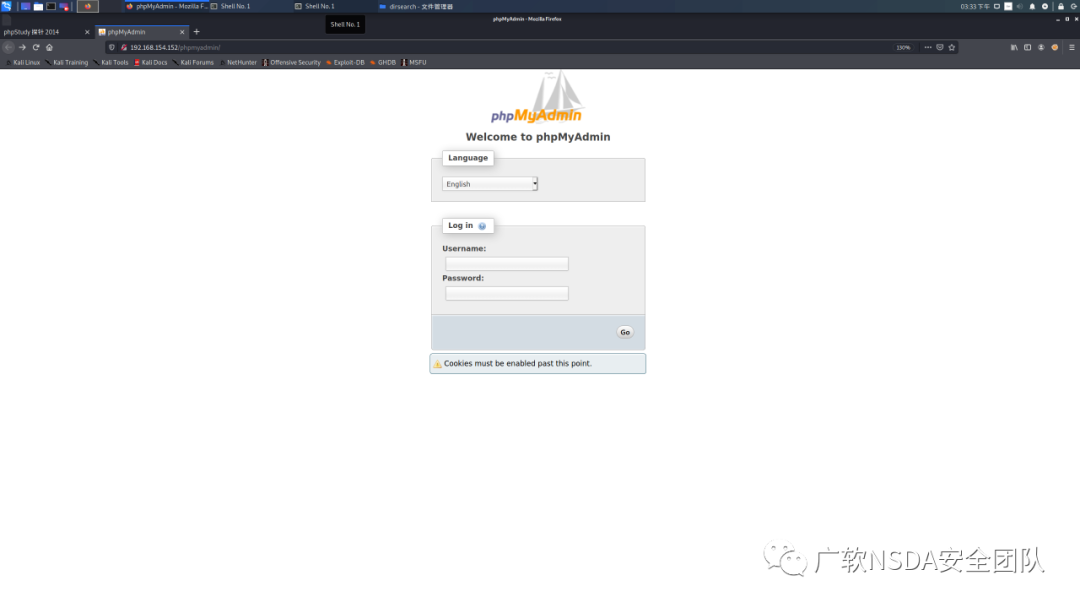 phpMyAdmin - Mozilla F...
Shell No. 1
Shell No. 1
dirsearch - 文件管理器
03:33 下午
phpMyAdmin - Mozilla Firefox
Shell No. 1
phpStudy 探针 2014
phpMyAdmin
192.168.154.152/phpmyadmin/
150%
Kali Linux
Kali Training
Kali Tools
Kali Docs
Kali Forums
NetHunter
Offensive Security
Exploit-DB
GHDB
MSFU
phpMyAdmin
Welcome to phpMyAdmin
Language
English
Log in
Username:
Password:
Go
Cookies must be enabled past this point.
广软NSDA安全团队